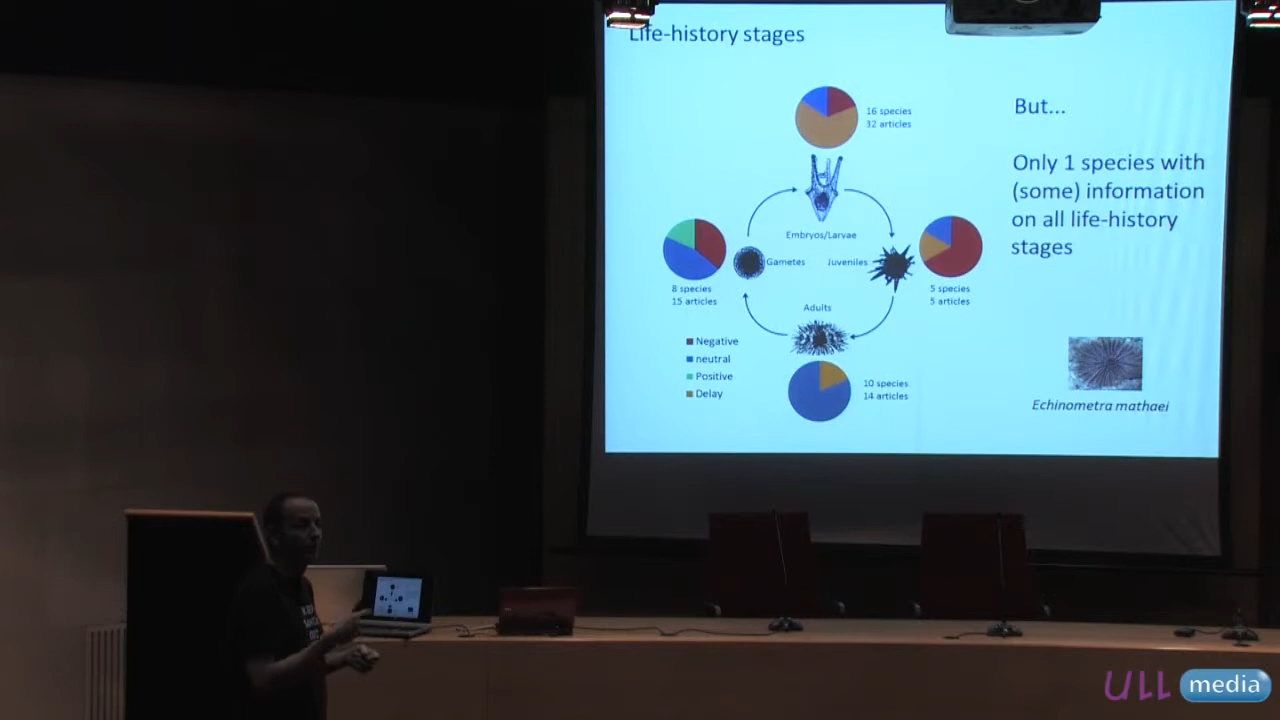 Life-history stages
16 species
32 articles
But...
Only 1 species with
(some) information
on all life-history
stages
Embryos/Larvae
Gametes
Juveniles
8 species
15 articles
5 species
5 articles
Adults
Negative
neutral
Positive
Delay
10 species
14 articles
Echinometra mathaei
ULL media